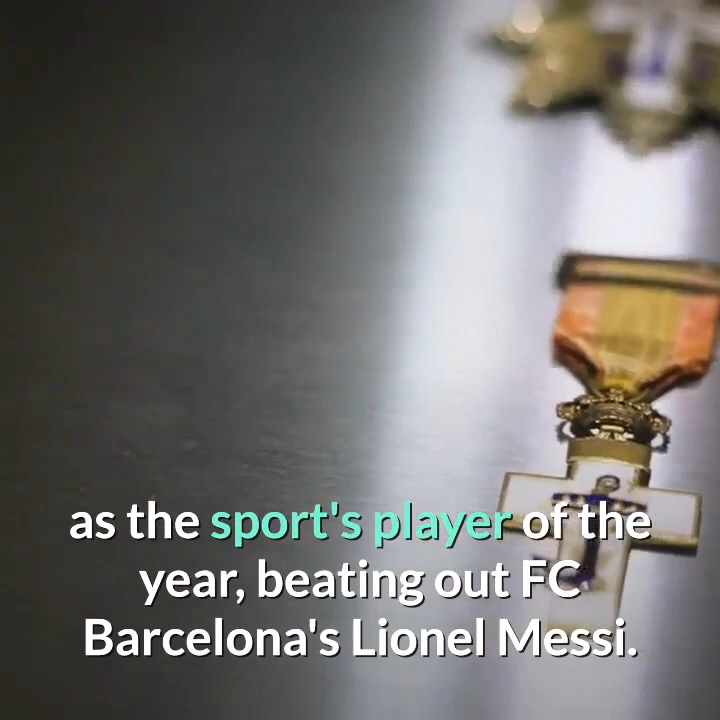 as the sport's player of the
year, beating out FC
Barcelona's Lionel Messi.